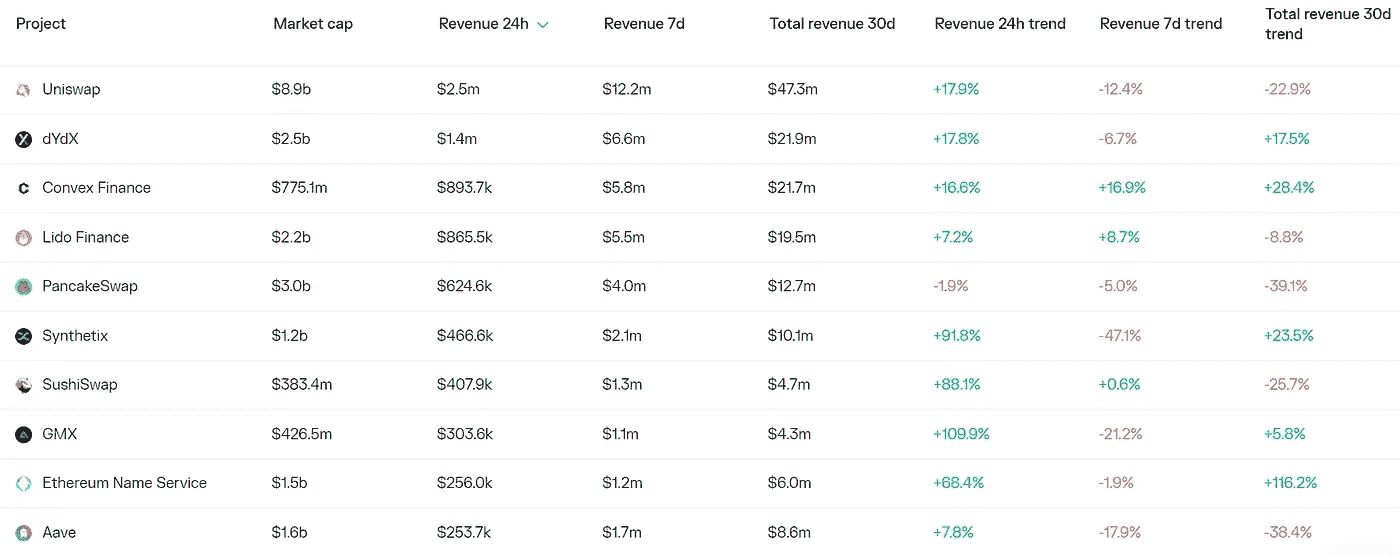 Project Market cap Revenue 24h Revenue 7d Total revenue 30d Revenue 24h trend Revenue 7d trend Total revenue 30d trend
Uniswap $8.9b $2.5m $12.2m $47.3m +17.9% -12.4% -22.9%
dYdX $2.5b $1.4m $6.6m $21.9m +17.8% -6.7% +17.5%
Convex Finance $775.1m $893.7k $5.8m $21.7m +16.6% +16.9% +28.4%
Lido Finance $2.2b $865.5k $5.5m $19.5m +7.2% +8.7% -8.8%
PancakeSwap $3.0b $624.6k $4.0m $12.7m -1.9% -5.0% -39.1%
Synthetix $1.2b $466.6k $2.1m $10.1m +91.8% -47.1% +23.5%
SushiSwap $383.4m $407.9k $1.3m $4.7m +88.1% +0.6% -25.7%
GMX $426.5m $303.6k $1.1m $4.3m +109.9% -21.2% +5.8%
Ethereum Name Service $1.5b $256.0k $1.2m $6.0m +68.4% -1.9% +116.2%
Aave $1.6b $253.7k $1.7m $8.6m +7.8% -17.9% -38.4%